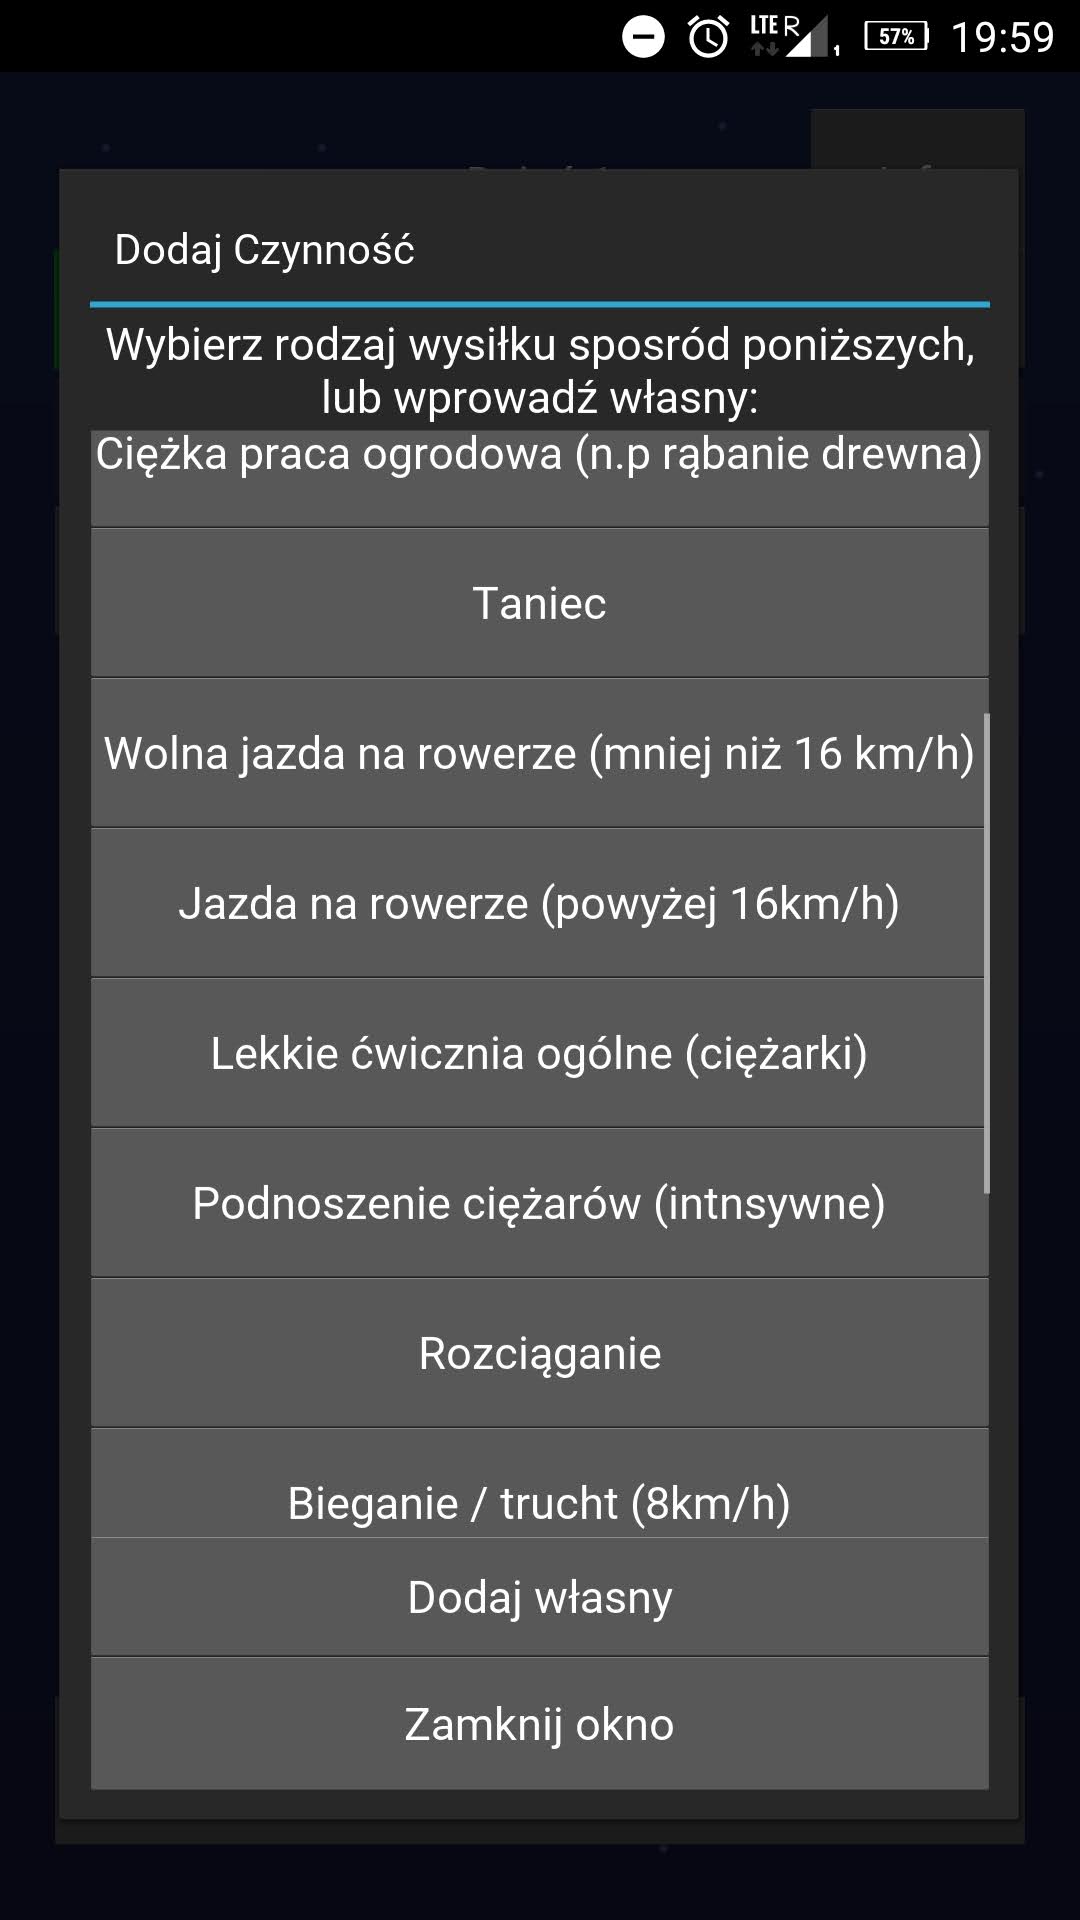 LTE R
1
57%
19:59
Dodaj Czynność
Wybierz rodzaj wysiłku sposród poniższych,
lub wprowadź własny:
Ciężka praca ogrodowa (n.p rąbanie drewna)
Taniec
Wolna jazda na rowerze (mniej niż 16 km/h)
Jazda na rowerze (powyżej 16km/h)
Lekkie ćwicznia ogólne (ciężarki)
Podnoszenie ciężarów (intnsywne)
Rozciąganie
Bieganie / trucht (8km/h)
Dodaj własny
Zamknij okno